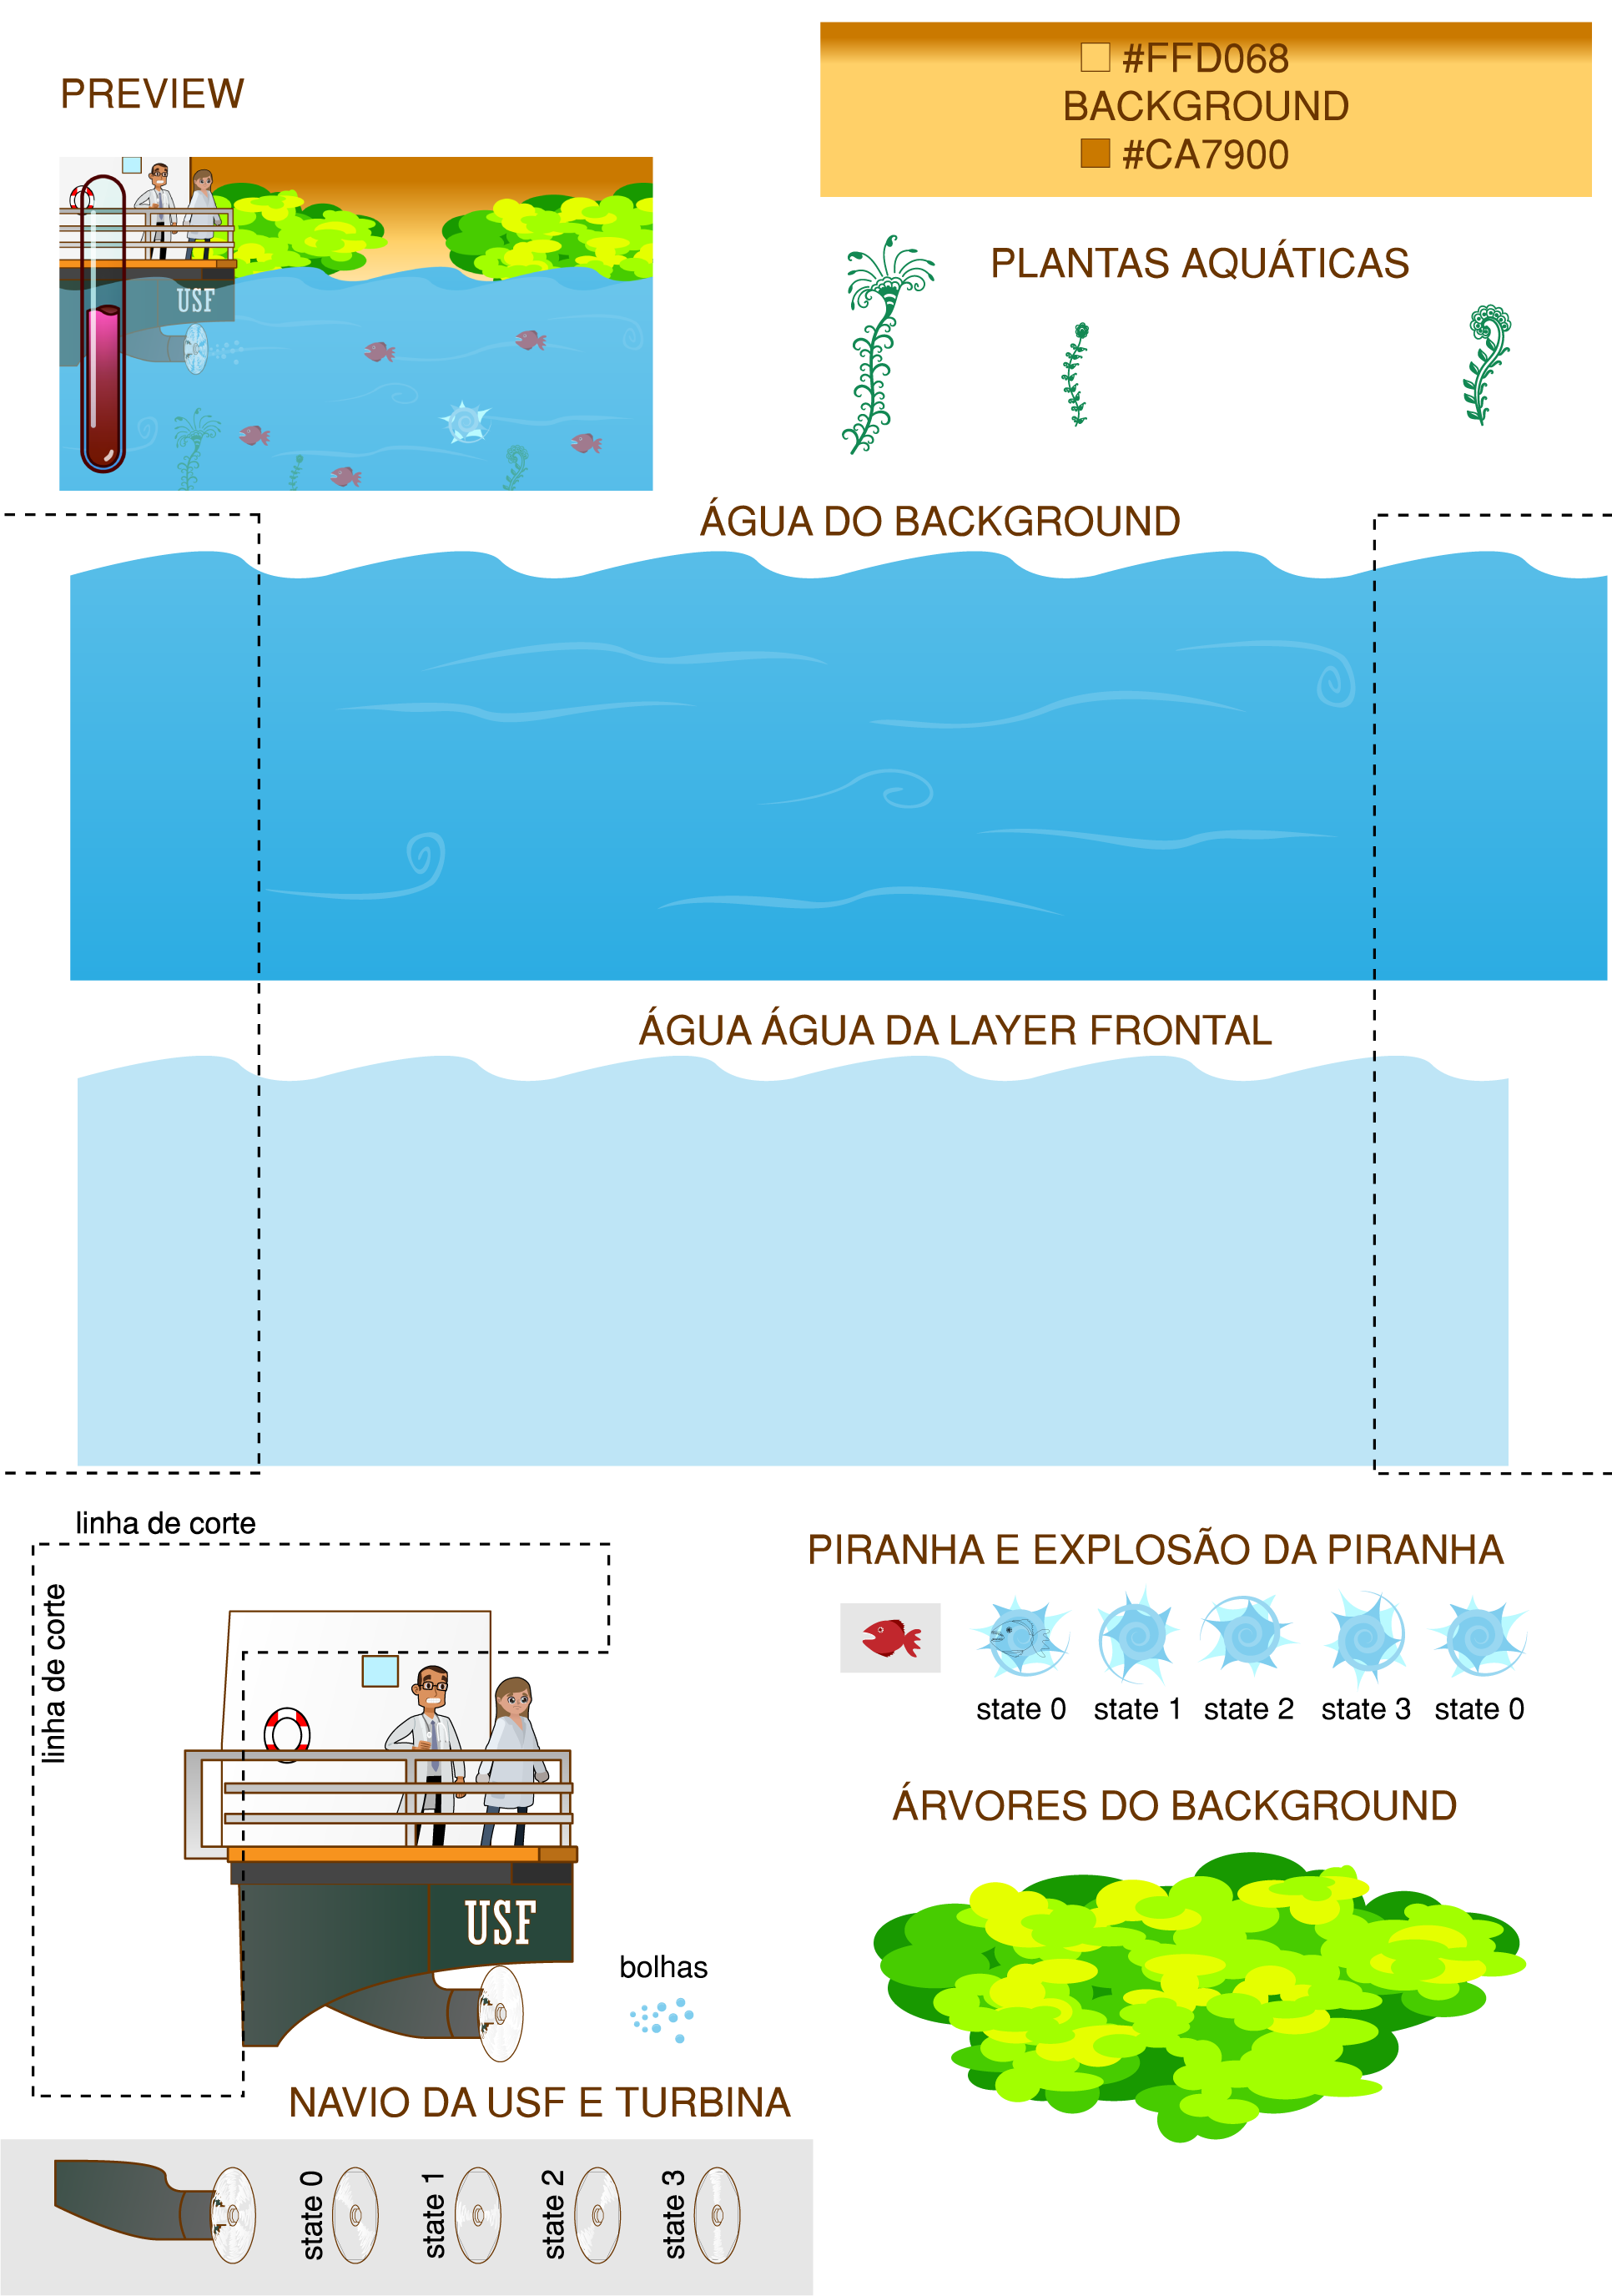 PREVIEW
#FFD068
BACKGROUND
#CA7900
USF
PLANTAS AQUÁTICAS
ÁGUA DO BACKGROUND
ÁGUA ÁGUA DA LAYER FRONTAL
linha de corte
linha de corte
PIRANHA E EXPLOSÃO DA PIRANHA
state 0 state 1 state 2 state 3 state 0
ÁRVORES DO BACKGROUND
USF
bolhas
NAVIO DA USF E TURBINA
state 0
state 1
state 2
state 3